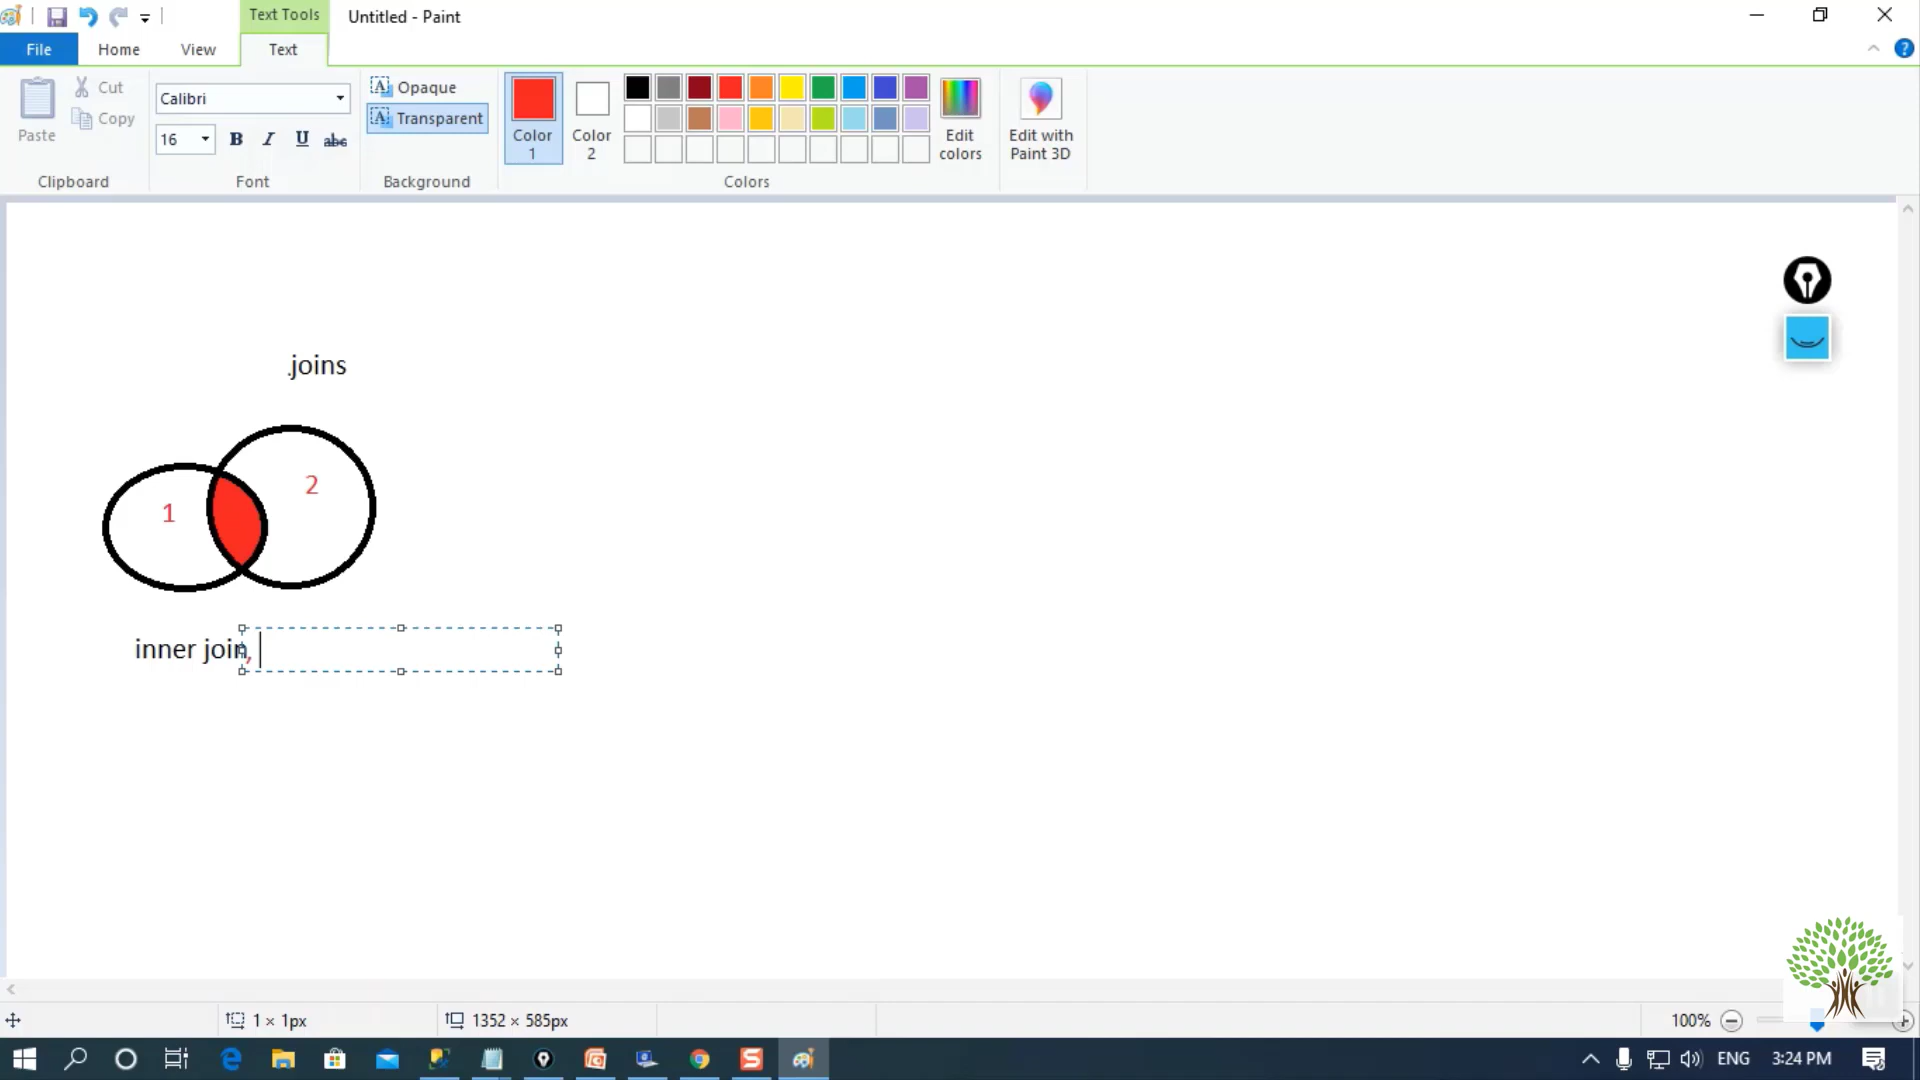 Text Tools
Untitled - Paint
File
Home
View
Text
Paste
Cut
Copy
Clipboard
Calibri
16
B
I
U
abc
Font
A Opaque
A Transparent
Background
Color
1
Color
2
Edit
colors
Colors
Edit with
Paint 3D
?
.joins
1
2
inner join,
1 × 1px
1352 × 585px
100%
ENG
3:24 PM